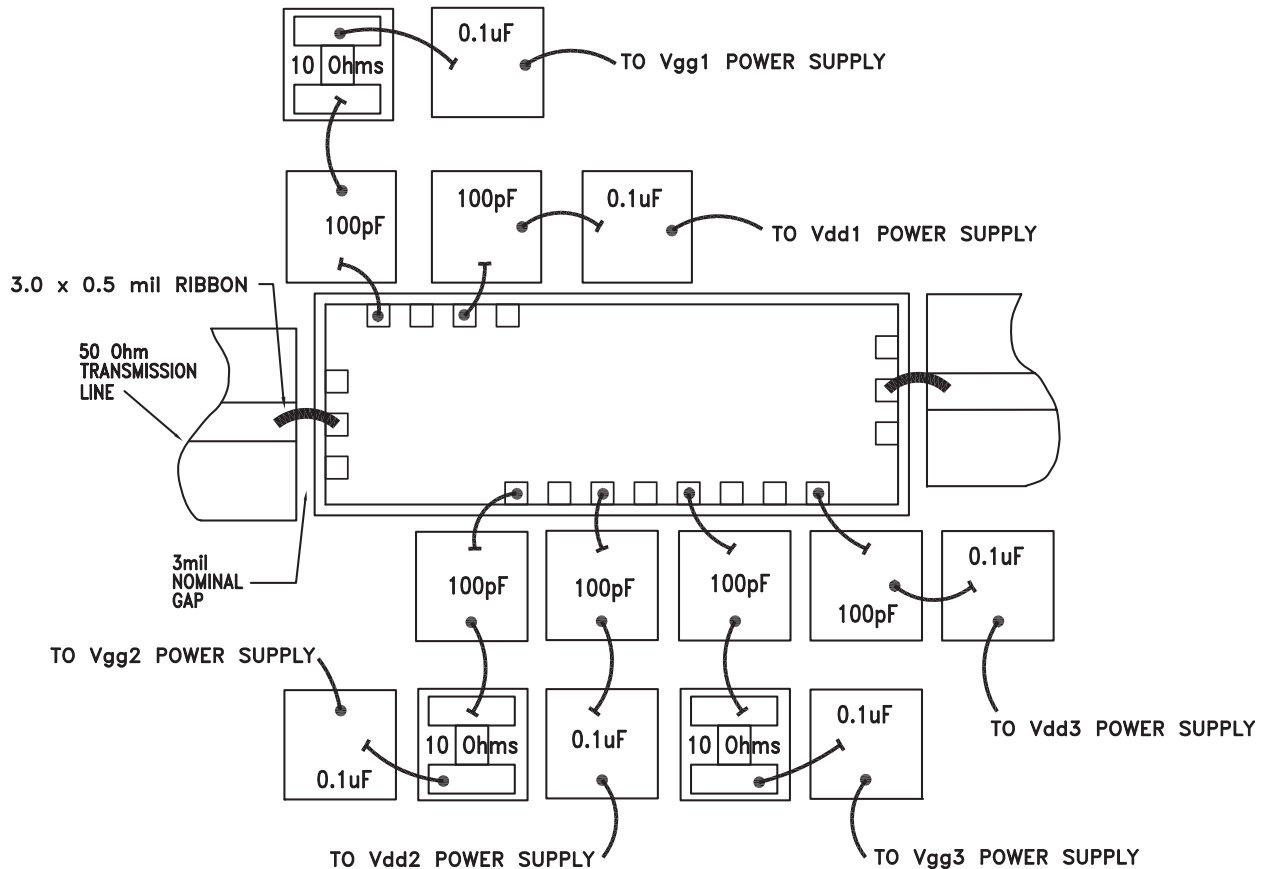 0.1uF
10 Ohms
TO Vgg1 POWER SUPPLY
100pF
0.1uF
100pF
TO Vdd1 POWER SUPPLY
3.0 x 0.5 mil RIBBON
50 Ohm
TRANSMISSION
LINE
3mil
NOMINAL
GAP
100pF
100pF
100pF
100pF
0.1uF
TO Vgg2 POWER SUPPLY
0.1uF
10 Ohms
0.1uF
10 Ohms
0.1uF
TO Vdd3 POWER SUPPLY
TO Vdd2 POWER SUPPLY
TO Vgg3 POWER SUPPLY